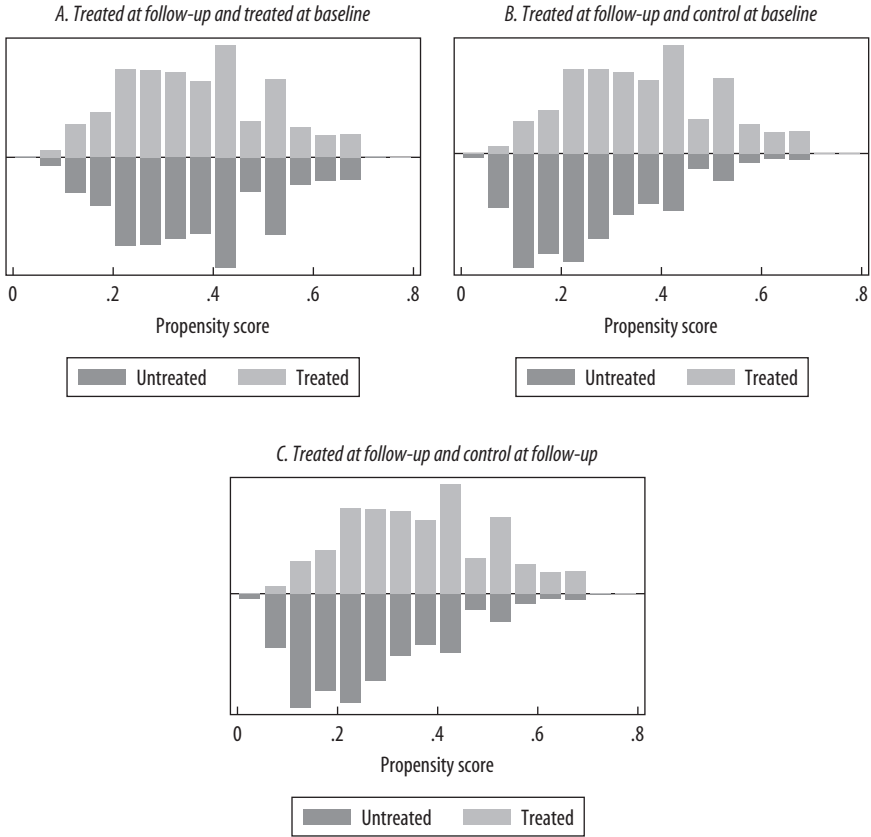 A. Treated at follow-up and treated at baseline
0 .2 .4 .6 .8
Propensity score
Untreated Treated
B. Treated at follow-up and control at baseline
0 .2 .4 .6 .8
Propensity score
Untreated Treated
C. Treated at follow-up and control at follow-up
0 .2 .4 .6 .8
Propensity score
Untreated Treated